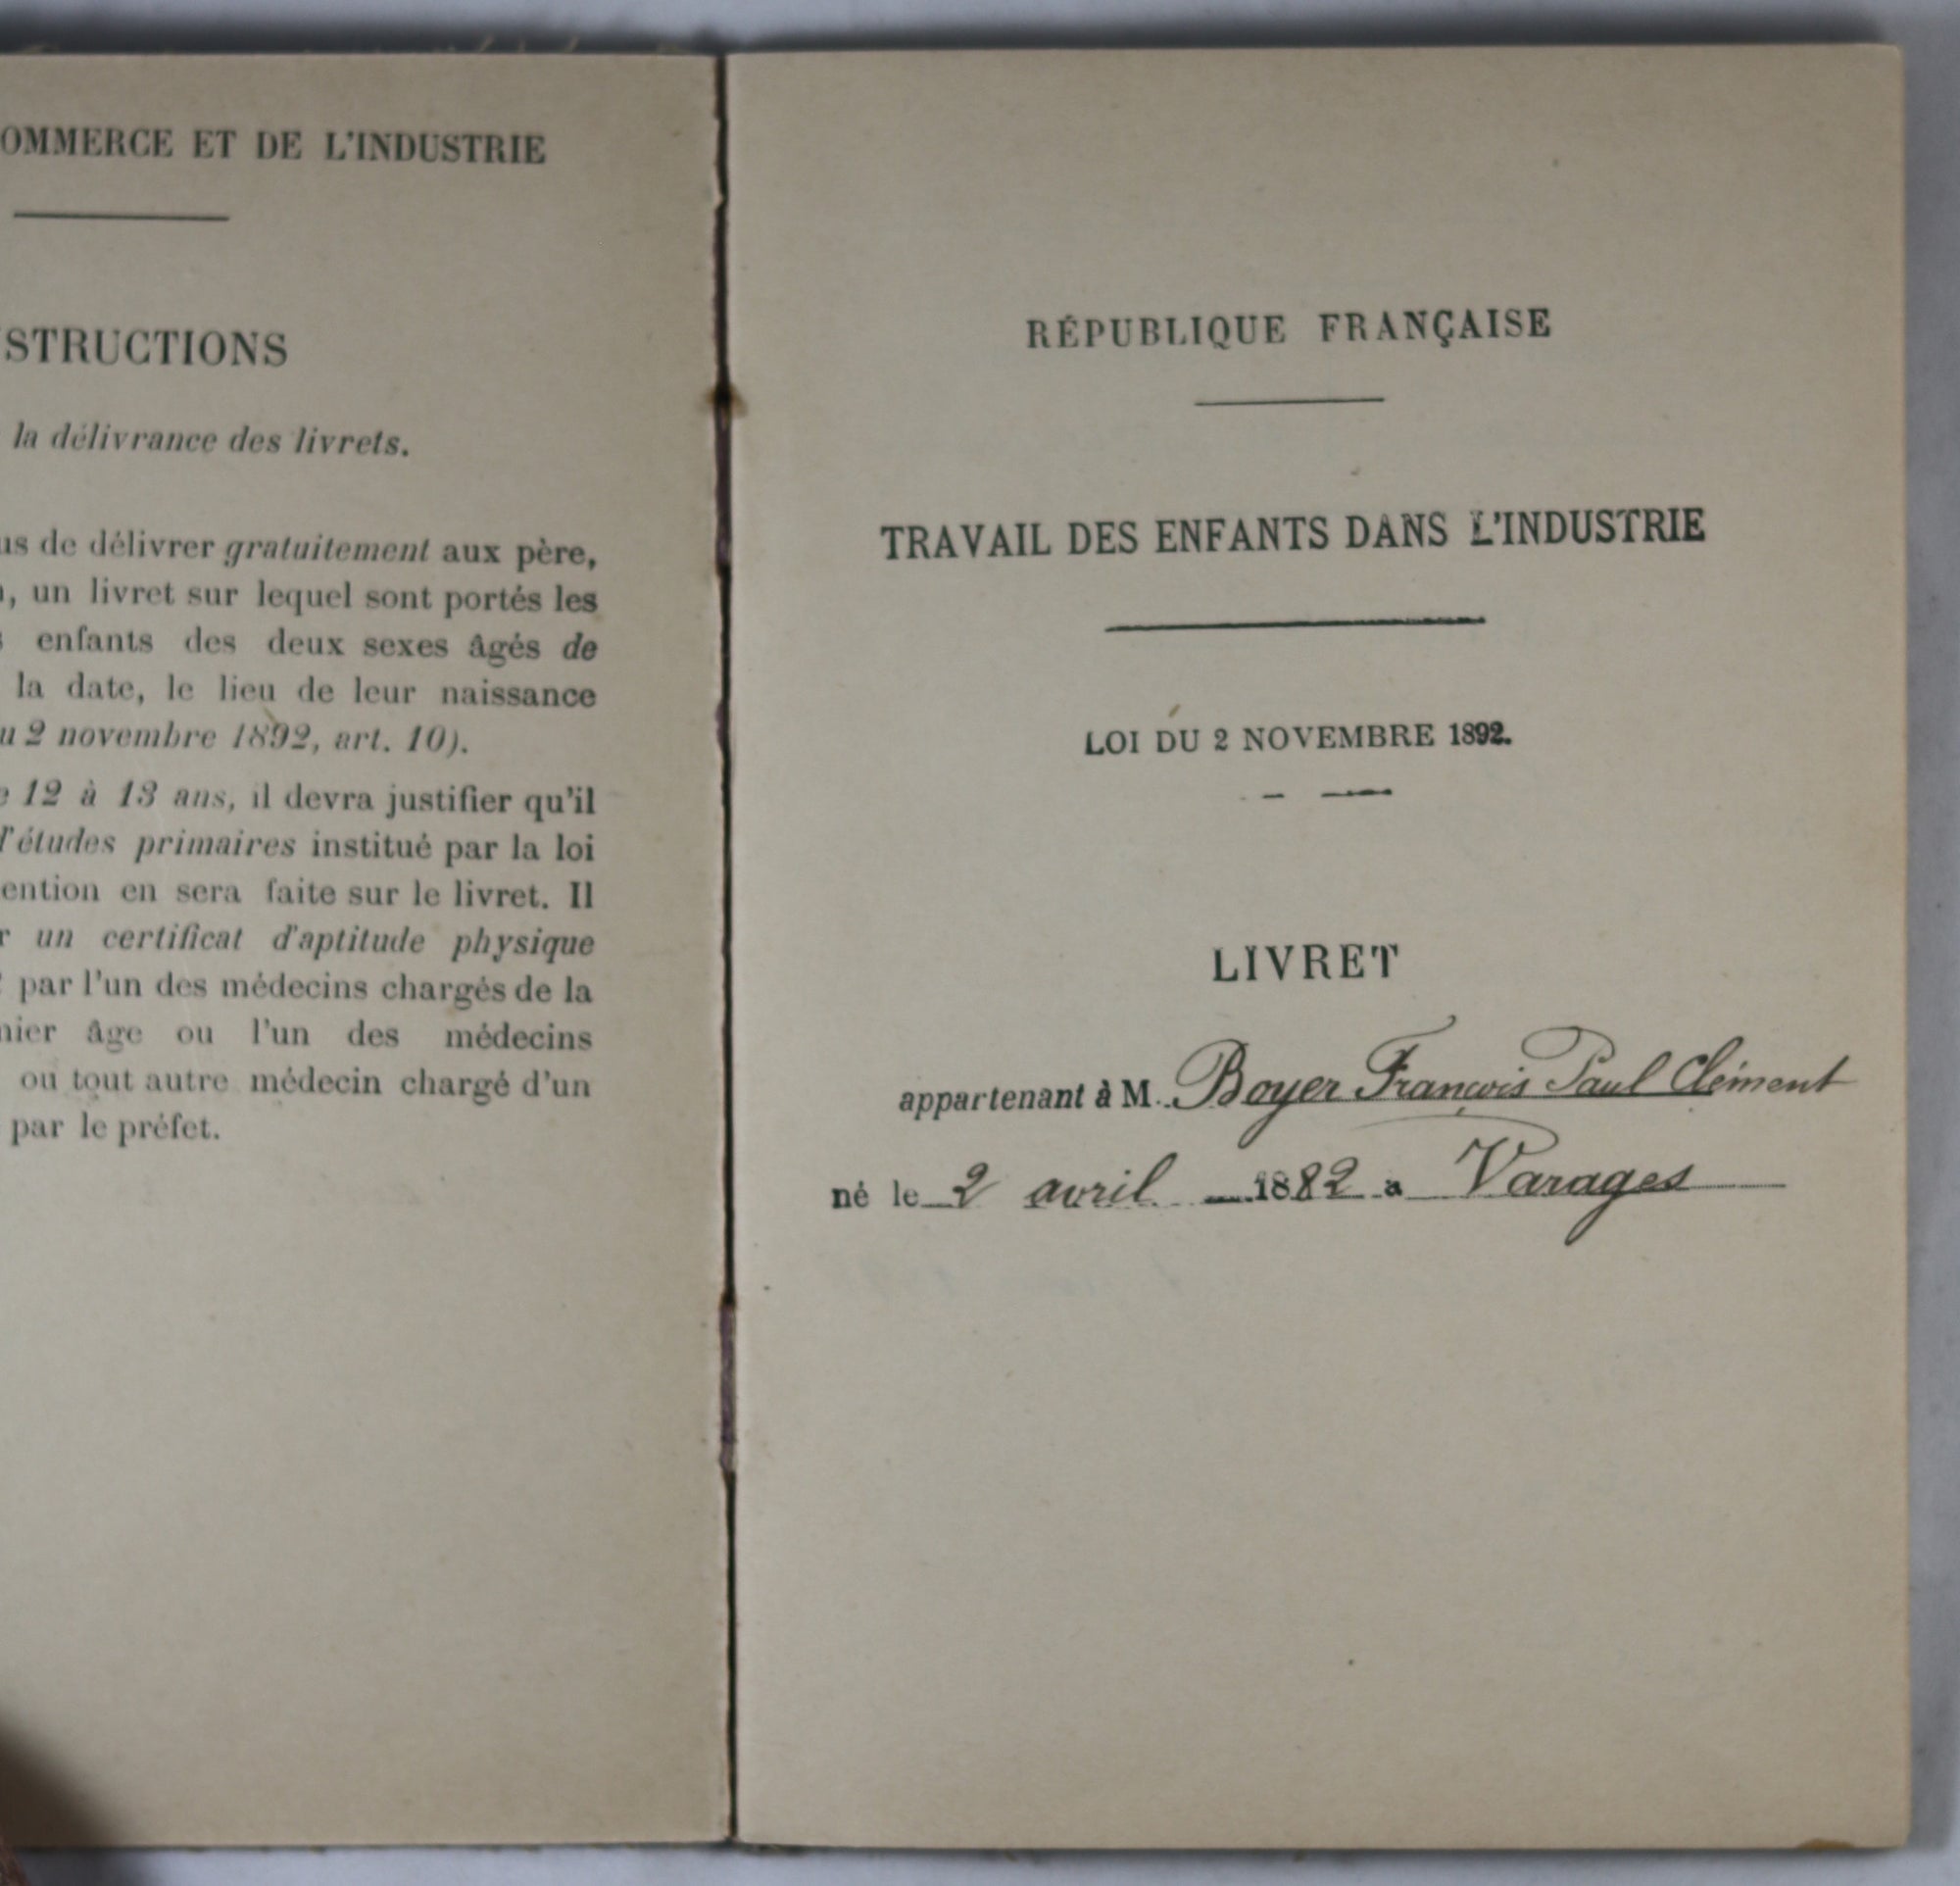 OMMERCE ET DE L'INDUSTRIE
STRUCTIONS
la délivrance des livrets.
us de délivrer gratuitement aux père,
, un livret sur lequel sont portés les
enfants des deux sexes âgés de
la date, le lieu de leur naissance
u 2 novembre 1892, art. 10).
12 à 13 ans, il devra justifier qu'il
d'études primaires institué par la loi
ention en sera faite sur le livret. Il
r un certificat d'aptitude physique
par l'un des médecins chargés de la
nier âge ou l'un des médecins
ou tout autre médecin chargé d'un
par le préfet.
RÉPUBLIQUE FRANÇAISE
TRAVAIL DES ENFANTS DANS L'INDUSTRIE
LOI DU 2 NOVEMBRE 1892.
LIVRET
appartenant à M. Boyer François Paul Clément
né le 2 avril 1882 à Varages